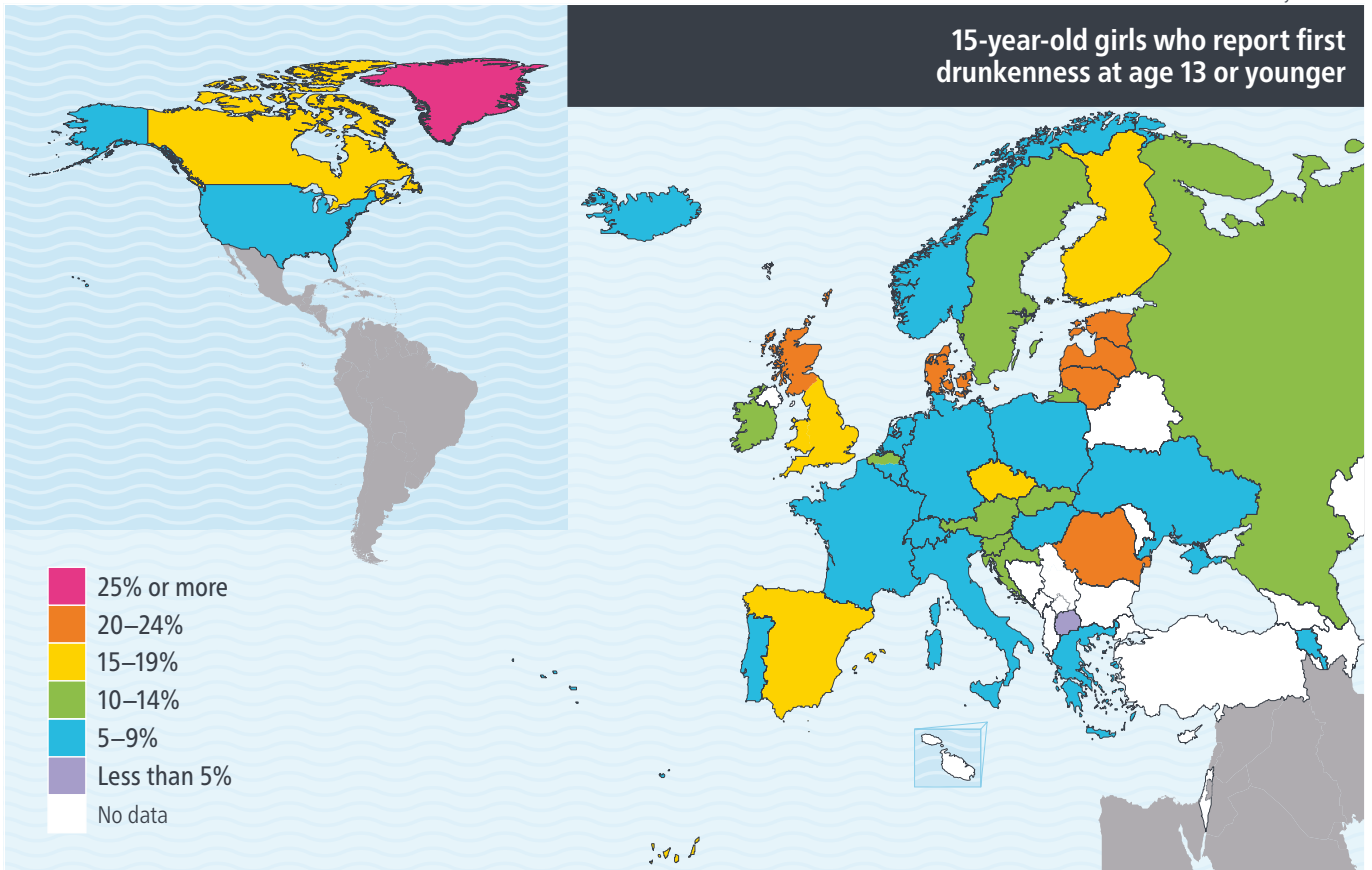 15-year-old girls who report first
drunkenness at age 13 or younger
25% or more
20–24%
15–19%
10–14%
5–9%
Less than 5%
No data